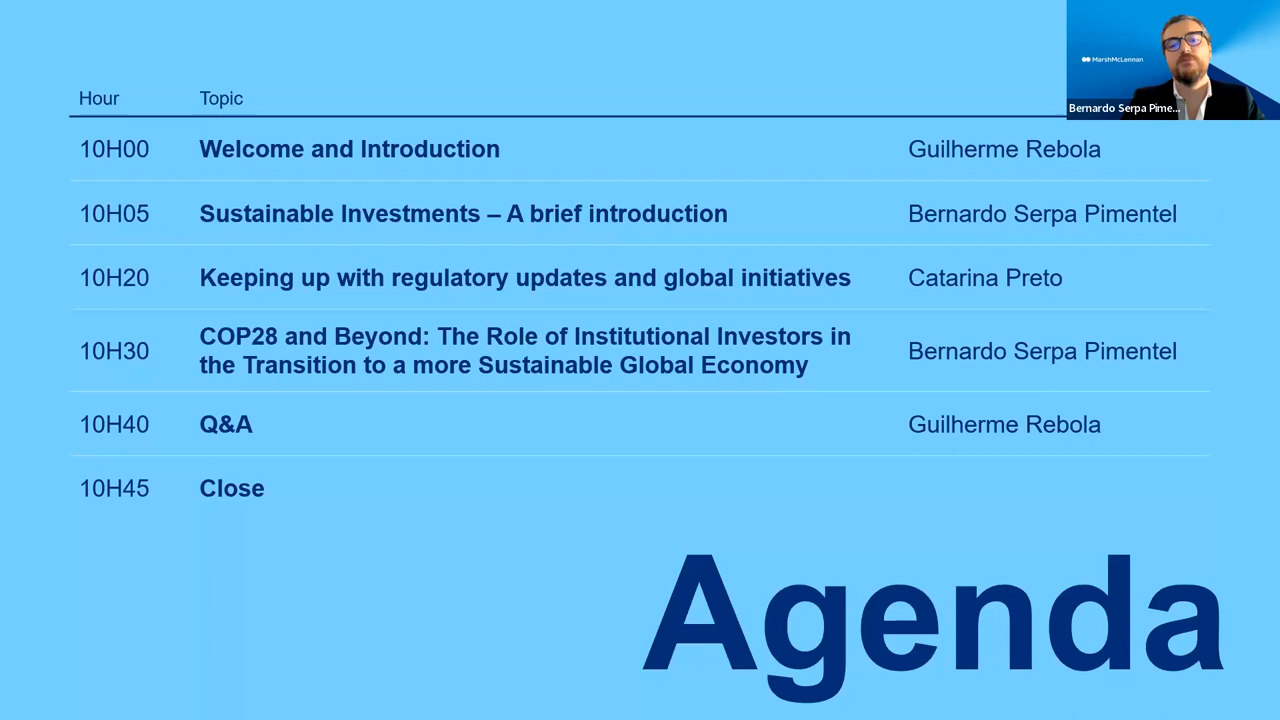 MarshMcLennan
Bernardo Serpa Pime...
Hour Topic
10H00 Welcome and Introduction Guilherme Rebola
10H05 Sustainable Investments – A brief introduction Bernardo Serpa Pimentel
10H20 Keeping up with regulatory updates and global initiatives Catarina Preto
COP28 and Beyond: The Role of Institutional Investors in
10H30 the Transition to a more Sustainable Global Economy Bernardo Serpa Pimentel
10H40 Q&A Guilherme Rebola
10H45 Close
Agenda